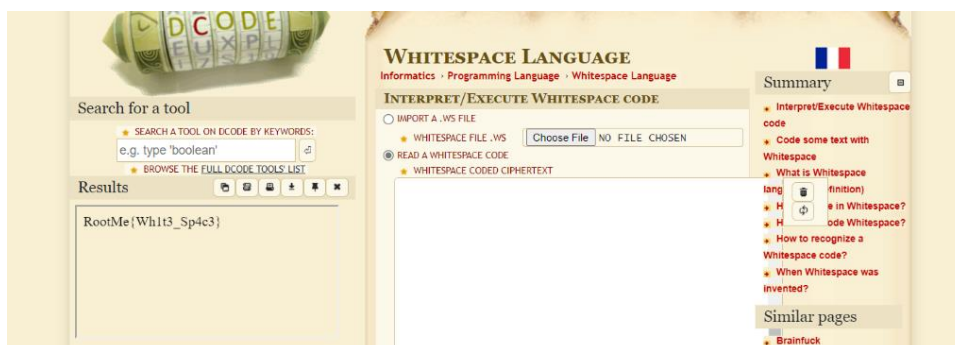 DCODE
Search for a tool
SEARCH A TOOL ON DCODE BY KEYWORDS:
e.g. type 'boolean'
BROWSE THE FULL DCODE TOOLS' LIST
Results
RootMe{Wh1t3_Sp4c3}
WHITESPACE LANGUAGE
Informatics › Programming Language › Whitespace Language
INTERPRET/EXECUTE WHITESPACE CODE
IMPORT A .WS FILE
WHITESPACE FILE .WS Choose File NO FILE CHOSEN
READ A WHITESPACE CODE
WHITESPACE CODED CIPHERTEXT
Summary
Interpret/Execute Whitespace
code
Code some text with
Whitespace
What is Whitespace
e in Whitespace?
Whitespace?
How to recognize a
Whitespace code?
When Whitespace was
invented?
Similar pages
Brainfuck